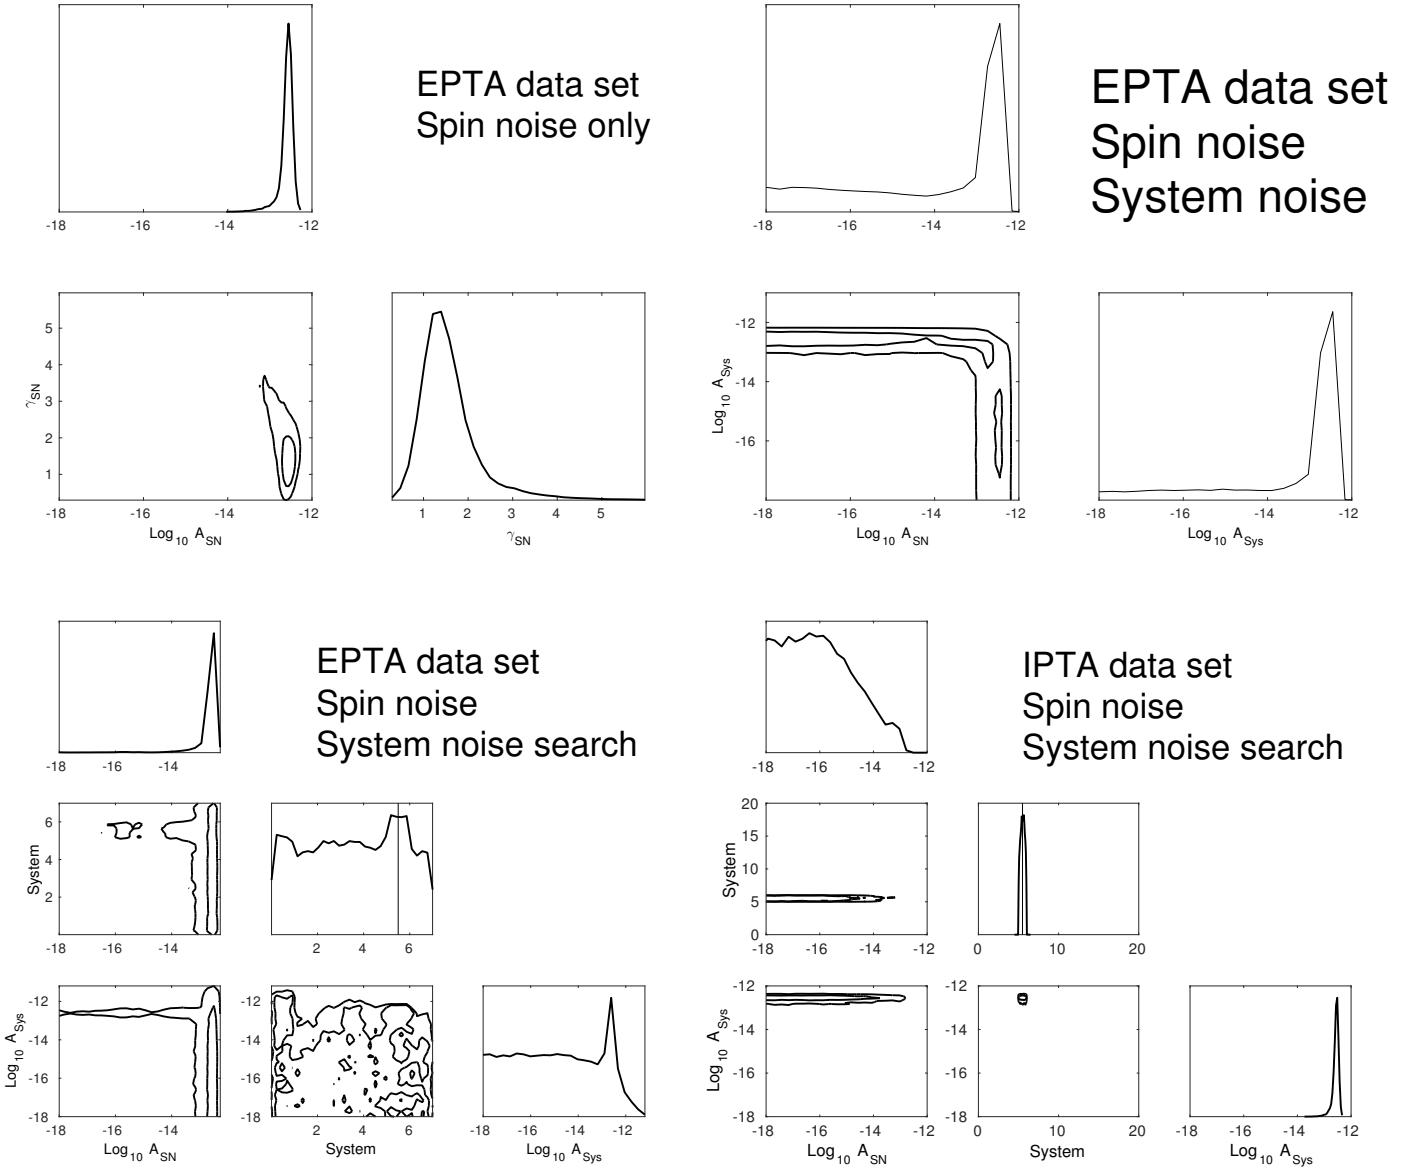 EPTA data set
Spin noise only
-18 -16 -14 -12
5
4
3
2
1
γSN
-18 -16 -14 -12
Log10 ASN
1 2 3 4 5
γSN
EPTA data set
Spin noise
System noise
-18 -16 -14 -12
-12
-14
-16
Log10 ASys
-18 -16 -14 -12
Log10 ASN
-18 -16 -14 -12
Log10 ASys
EPTA data set
Spin noise
System noise search
-18 -16 -14
6
4
2
System
-18 -16 -14
2 4 6
-12
-14
-16
-18
Log10 ASys
-18 -16 -14
Log10 ASN
-12
-14
-16
-18
2 4 6
System
-18 -16 -14 -12
Log10 ASys
IPTA data set
Spin noise
System noise search
-18 -16 -14 -12
20
15
10
5
0
System
-18 -16 -14 -12
0 10 20
-12
-14
-16
-18
Log10 ASys
-18 -16 -14 -12
Log10 ASN
-12
-14
-16
-18
0 10 20
System
-12
-14
-16
-18
-18 -16 -14 -12
Log10 ASys